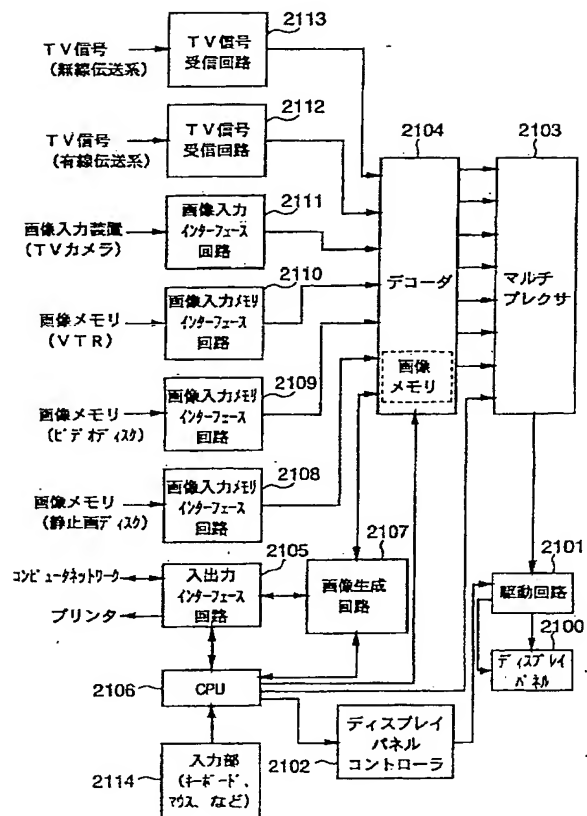 2113
TV信号
(無線伝送系)
TV信号
受信回路
2112
TV信号
(有線伝送系)
TV信号
受信回路
2104
2103
2111
画像入力装置
(TVカメラ)
画像入力
インターフェース
回路
デコーダ
マルチ
プレクサ
2110
画像メモリ
(VTR)
画像入力メモリ
インターフェース
回路
画像
メモリ
2109
画像メモリ
(ビデオディスク)
画像入力メモリ
インターフェース
回路
2108
画像メモリ
(静止画ディスク)
画像入力メモリ
インターフェース
回路
2107
2105
2101
コンピュータネットワーク
プリンタ
入出力
インターフェース
回路
画像生成
回路
駆動回路
2100
ディスプレイ
パネル
2106
CPU
2102
ディスプレイ
パネル
コントローラ
2114
入力部
(キーボード、
マウス、など)